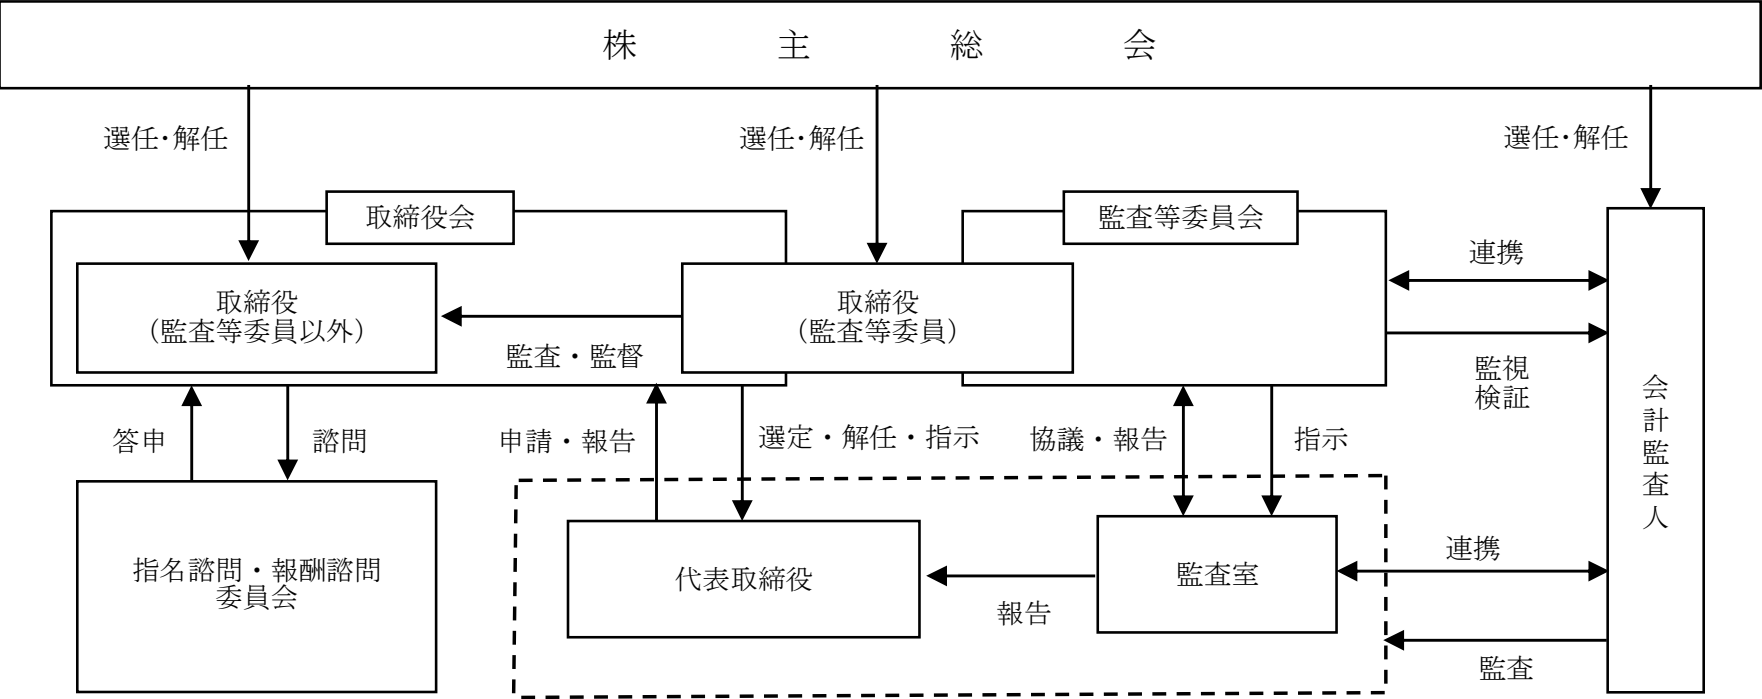 株主総会
選任・解任
選任・解任
選任・解任
取締役会
監査等委員会
連携
取締役
（監査等委員以外）
取締役
（監査等委員）
監査・監督
監視
検証
会計監査人
答申
諮問
申請・報告
選定・解任・指示
協議・報告
指示
指名諮問・報酬諮問
委員会
代表取締役
報告
監査室
連携
監査